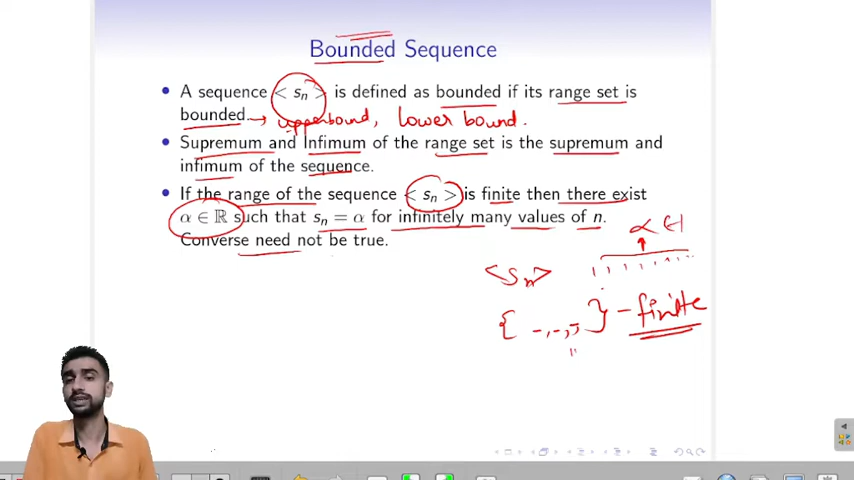 Bounded Sequence
• A sequence < sₙ > is defined as bounded if its range set is
bounded → upperbound, lower bound.
• Supremum and Infimum of the range set is the supremum and
infimum of the sequence.
• If the range of the sequence < sₙ > is finite then there exist
α ∈ ℝ such that sₙ = α for infinitely many values of n.
Converse need not be true.
<sₙ>
{ -, -, - } - finite